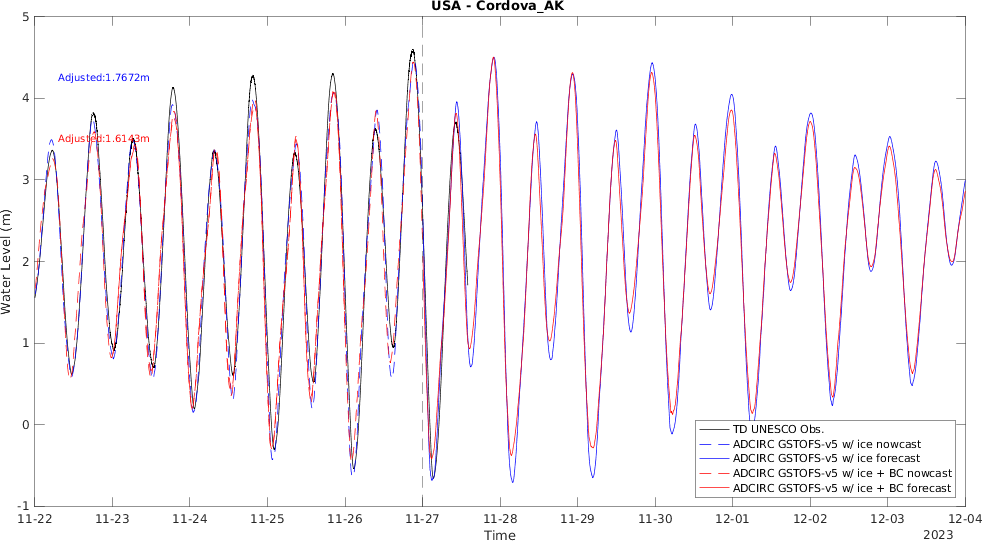 USA - Cordova_AK
5
4
3
2
1
0
-1
Water Level (m)
Adjusted:1.7672m
Adjusted:1.6143m
TD UNESCO Obs.
ADCIRC GSTOFS-v5 w/ ice nowcast
ADCIRC GSTOFS-v5 w/ ice forecast
ADCIRC GSTOFS-v5 w/ ice + BC nowcast
ADCIRC GSTOFS-v5 w/ ice + BC forecast
11-22 11-23 11-24 11-25 11-26 11-27 11-28 11-29 11-30 12-01 12-02 12-03 12-04
Time
2023